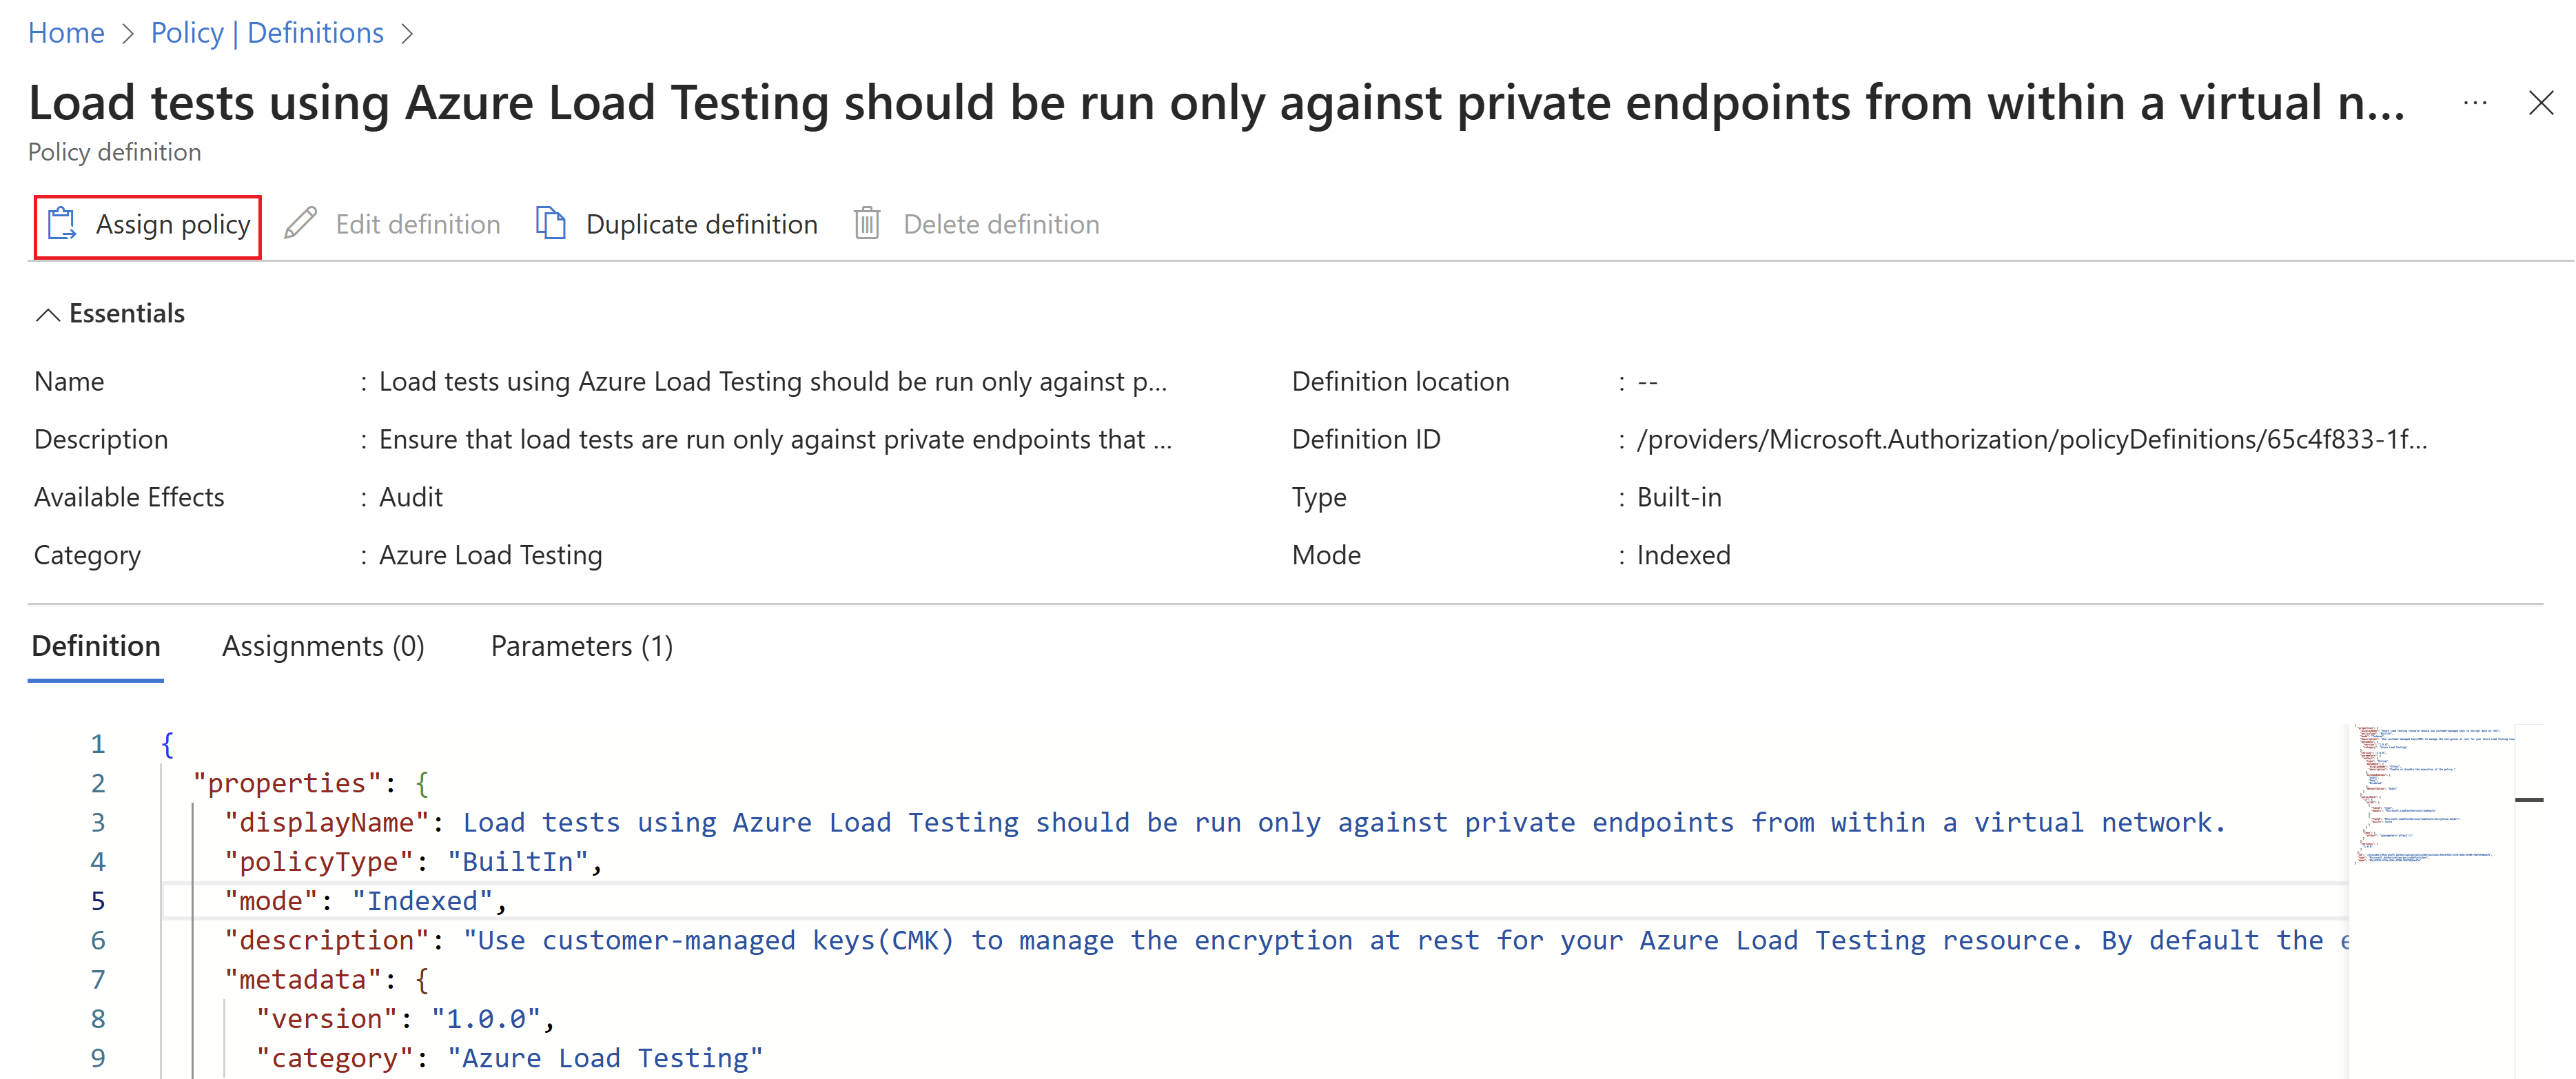 Home > Policy | Definitions >
Load tests using Azure Load Testing should be run only against private endpoints from within a virtual n... ...
Policy definition
Assign policy Edit definition Duplicate definition Delete definition
Essentials
Name : Load tests using Azure Load Testing should be run only against p...
Definition location : --
Description : Ensure that load tests are run only against private endpoints that ...
Definition ID : /providers/Microsoft.Authorization/policyDefinitions/65c4f833-1f...
Available Effects : Audit
Type : Built-in
Category : Azure Load Testing
Mode : Indexed
Definition Assignments (0) Parameters (1)
1 {
2 "properties": {
3 "displayName": Load tests using Azure Load Testing should be run only against private endpoints from within a virtual network.
4 "policyType": "BuiltIn",
5 "mode": "Indexed",
6 "description": "Use customer-managed keys(CMK) to manage the encryption at rest for your Azure Load Testing resource. By default the
7 "metadata": {
8 "version": "1.0.0",
9 "category": "Azure Load Testing"